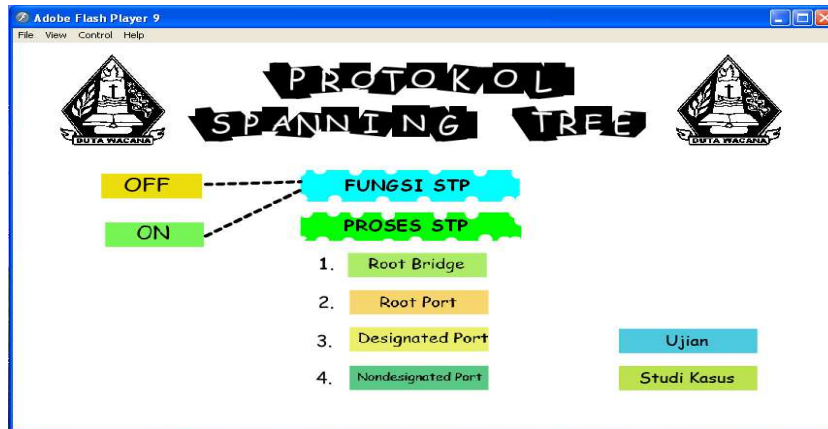 Adobe Flash Player 9
File View Control Help
PROTOKOL
SPANNING TREE
DUTA WACANA
DUTA WACANA
OFF
FUNGSI STP
ON
PROSES STP
1. Root Bridge
2. Root Port
3. Designated Port
Ujian
4. Nondesignated Port
Studi Kasus